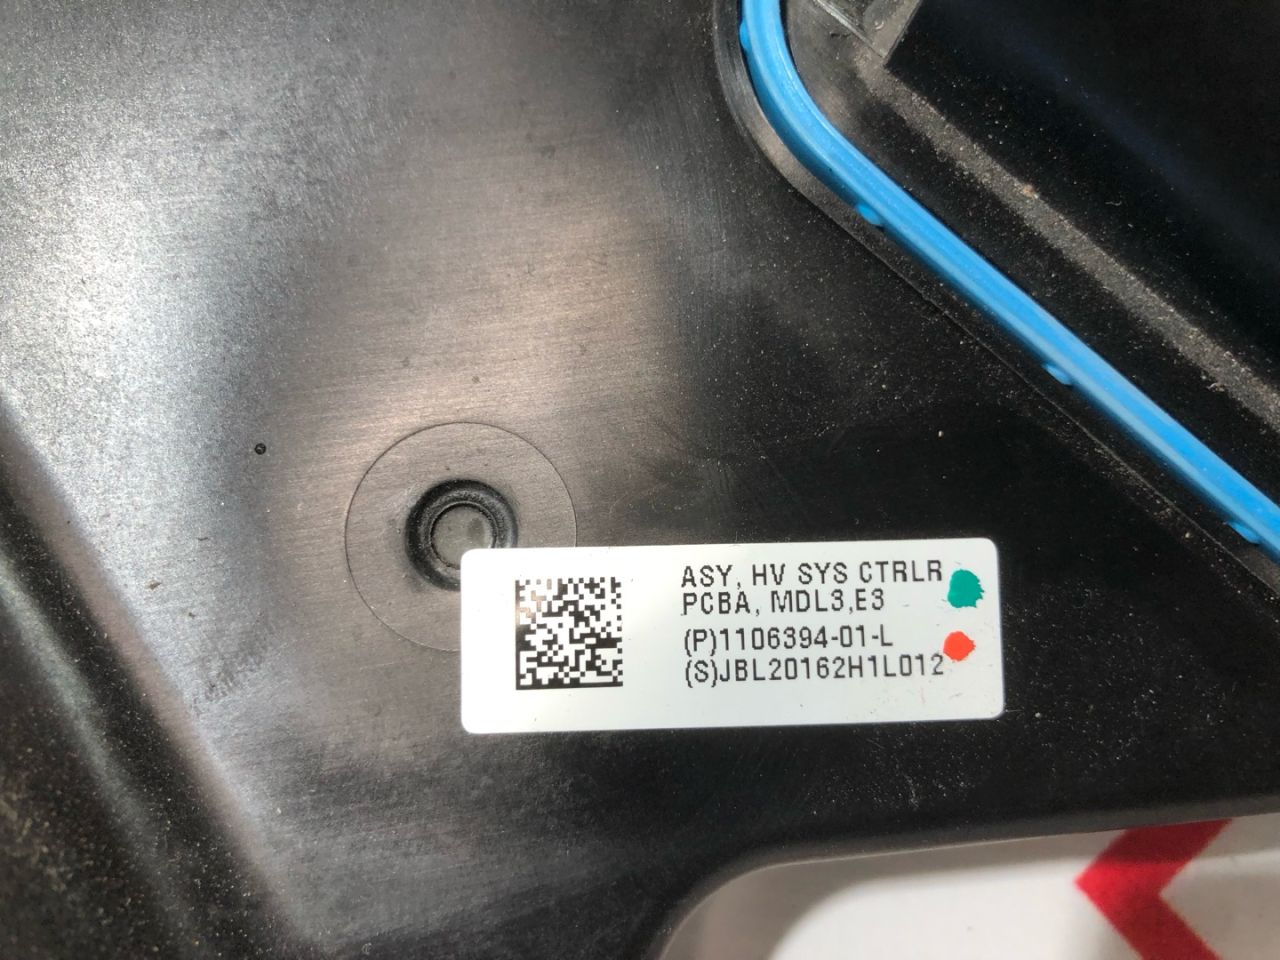 ASY, HV SYS CTRLR
PCBA, MDL3,E3
(P)1106394-01-L
(S)JBL20162H1L012